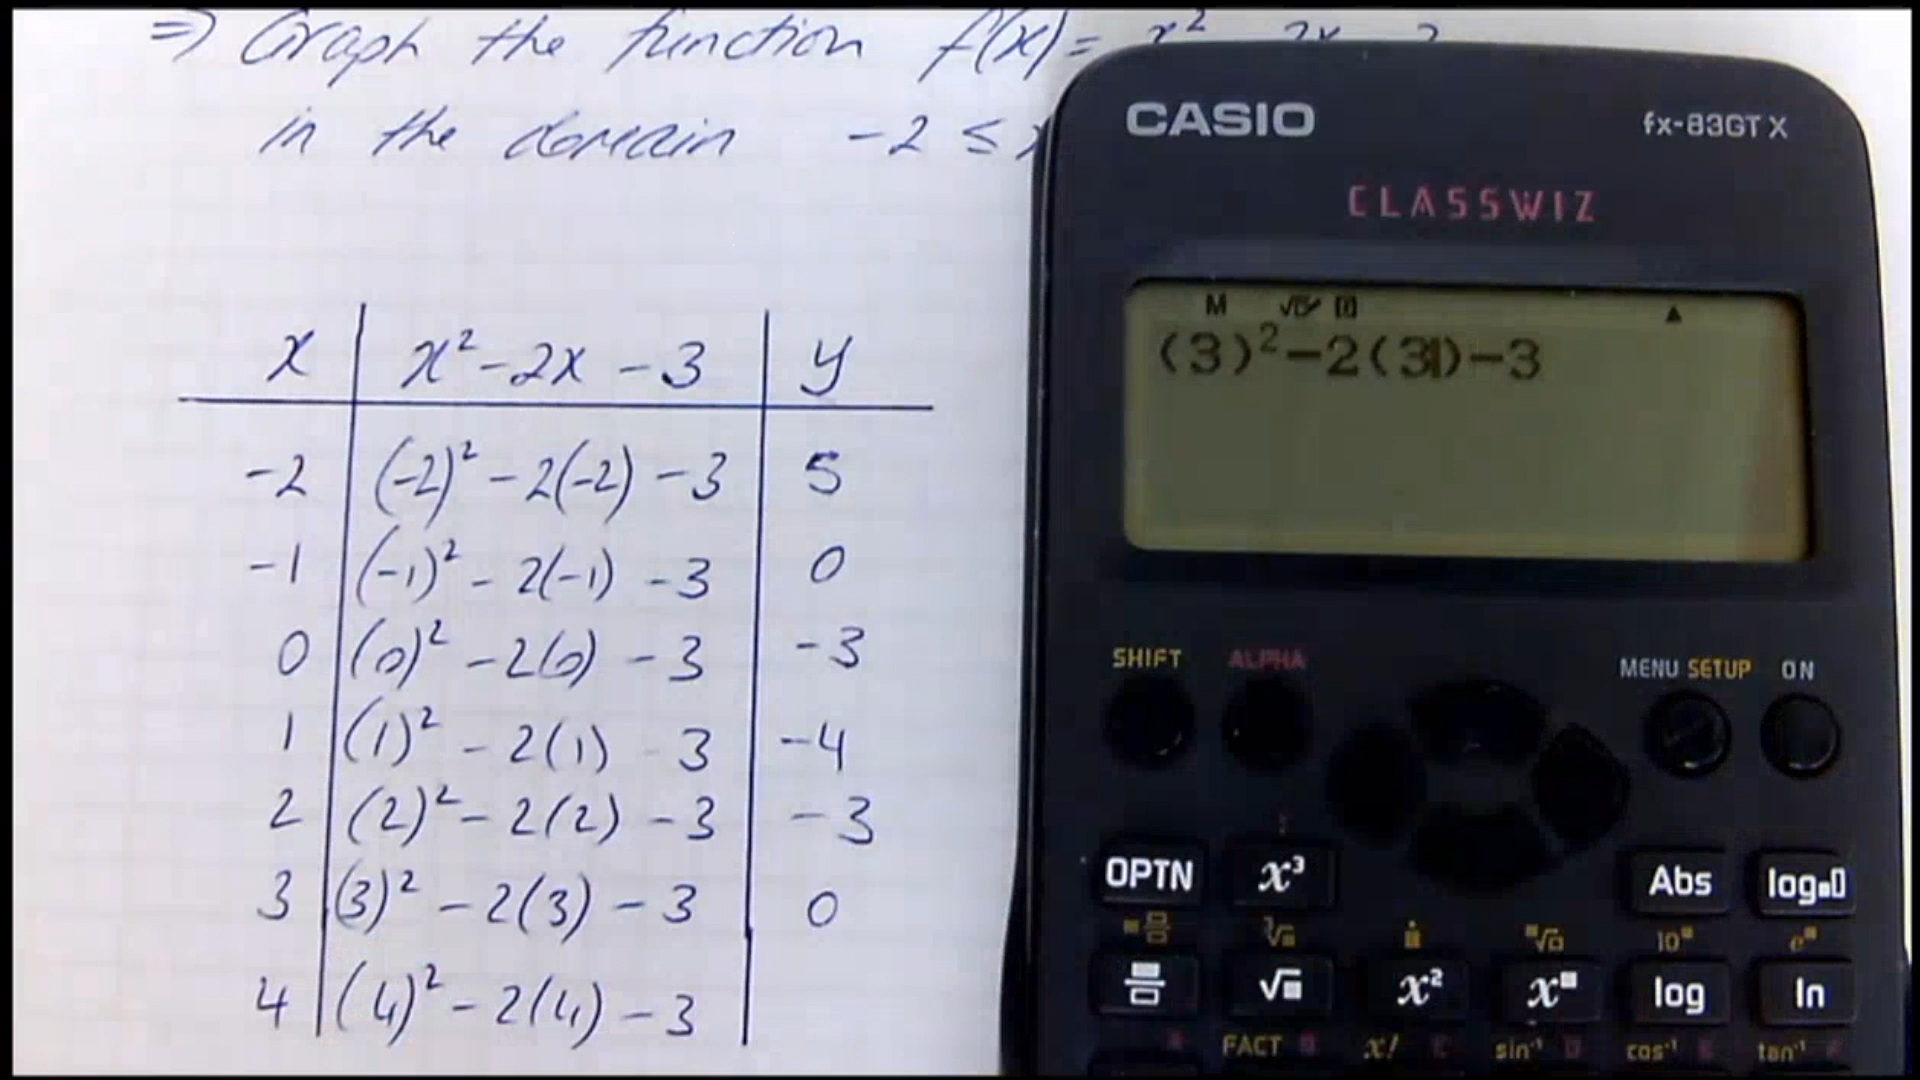 => Graph the function f(x)= x² - 2x - 3
in the domain -2 ≤ x
x | x² - 2x - 3 | y
-2 | (-2)² - 2(-2) - 3 | 5
-1 | (-1)² - 2(-1) - 3 | 0
0 | (0)² - 2(0) - 3 | -3
1 | (1)² - 2(1) - 3 | -4
2 | (2)² - 2(2) - 3 | -3
3 | (3)² - 2(3) - 3 | 0
4 | (4)² - 2(4) - 3
CASIO fx-83GT X
CLASSWIZ
M √ ▲
(3)²-2(3)-3
SHIFT ALPHA MENU SETUP ON
OPTN x³ Abs log
10■ e■
√■ x² x■ log ln
FACT B x! C sin⁻¹ D cos⁻¹ E tan⁻¹ F